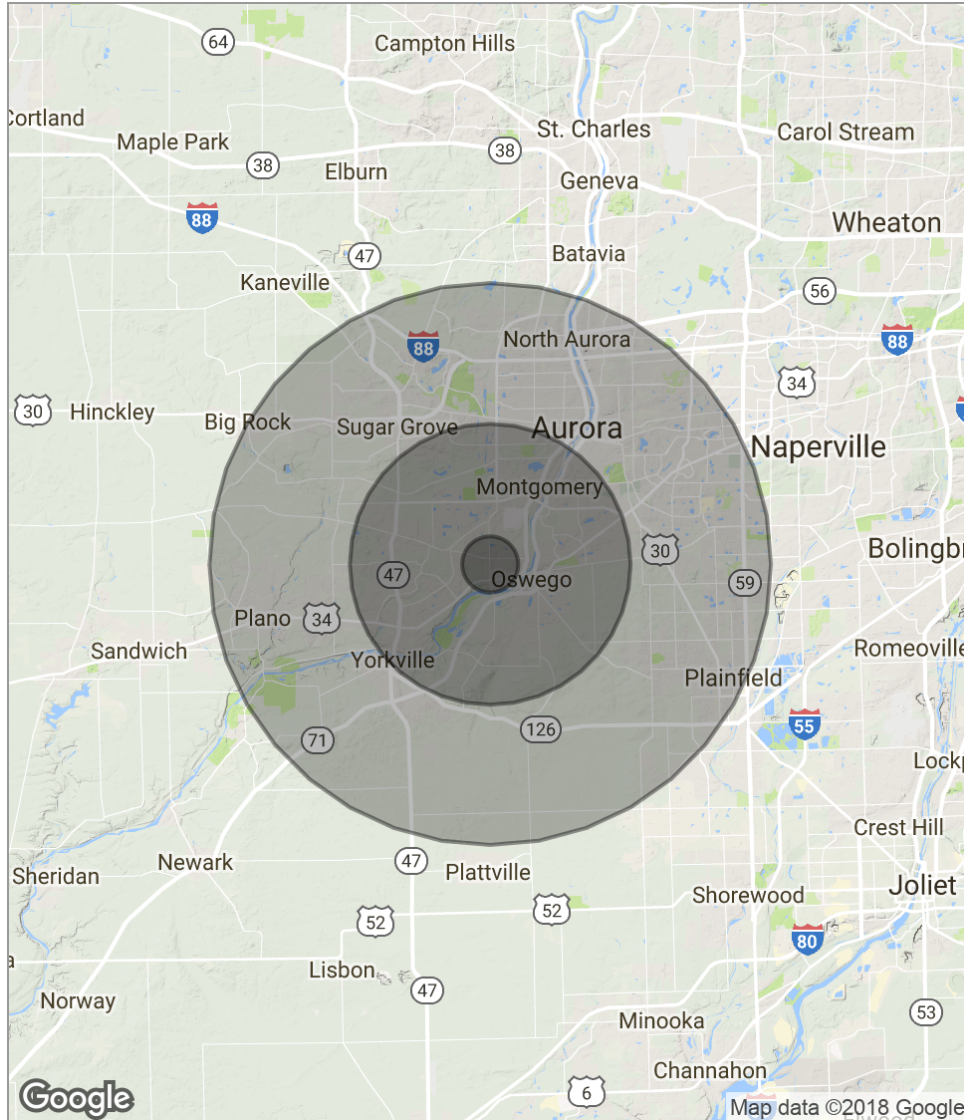 64
Campton Hills
Cortland
Maple Park
St. Charles
Carol Stream
38
38
Elburn
Geneva
88
Wheaton
47
Batavia
Kaneville
56
88
North Aurora
88
34
30
Hinckley
Big Rock
Sugar Grove
Aurora
Naperville
Montgomery
30
Bolingbr
47
Oswego
59
Plano
34
Sandwich
Yorkville
Romeoville
Plainfield
71
126
55
Lockp
Crest Hill
47
Newark
Plattville
Sheridan
Shorewood
Joliet
52
52
80
a
Lisbon
47
Norway
53
Minooka
Channahon
6
Google
Map data ©2018 Google